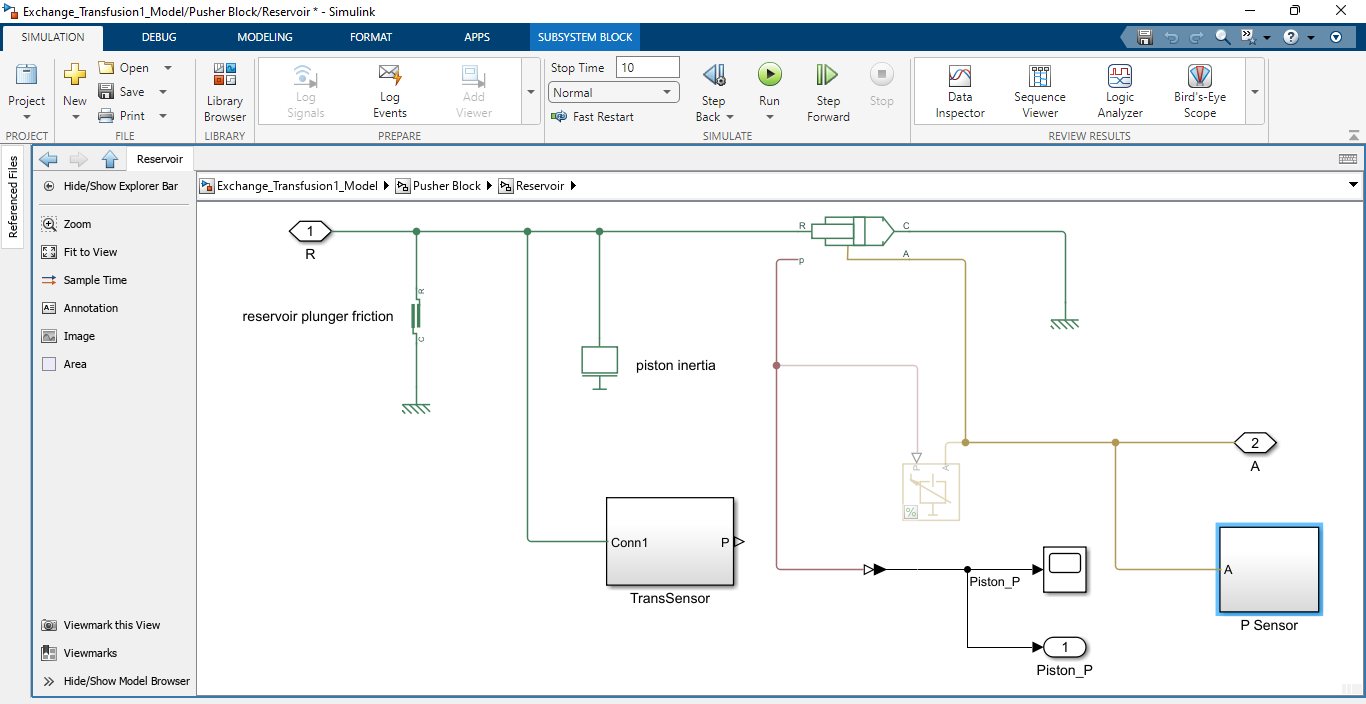 Exchange_Transfusion1_Model/Pusher Block/Reservoir * - Simulink
SIMULATION
DEBUG
MODELING
FORMAT
APPS
SUBSYSTEM BLOCK
Project
New
Open
Save
Print
Library
Browser
Log
Signals
Log
Events
Add
Viewer
Stop Time 10
Normal
Fast Restart
Step
Back
Run
Step
Forward
Stop
Data
Inspector
Sequence
Viewer
Logic
Analyzer
Bird's-Eye
Scope
PROJECT
FILE
LIBRARY
PREPARE
SIMULATE
REVIEW RESULTS
Referenced Files
Reservoir
Hide/Show Explorer Bar
Exchange_Transfusion1_Model
Pusher Block
Reservoir
Zoom
Fit to View
Sample Time
Annotation
Image
Area
Viewmark this View
Viewmarks
Hide/Show Model Browser
1
R
R
C
A
p
R
C
reservoir plunger friction
piston inertia
P
A
%
2
A
Conn1
P
TransSensor
Piston_P
1
Piston_P
A
P Sensor